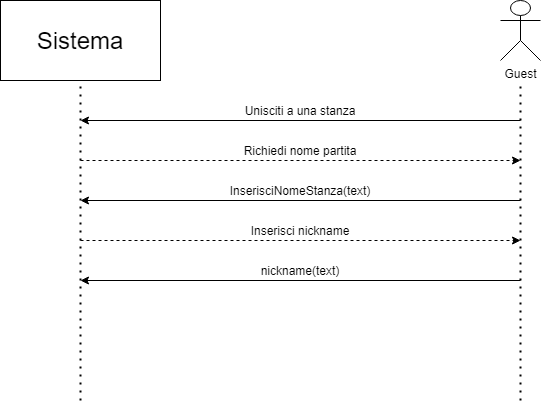 Sistema
Guest
Unisciti a una stanza
Richiedi nome partita
InserisciNomeStanza(text)
Inserisci nickname
nickname(text)